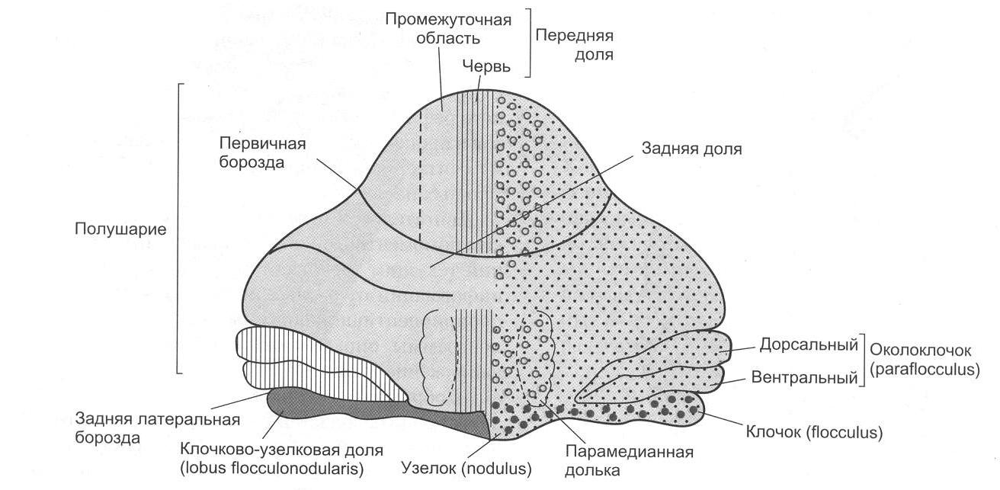 Промежуточная
область
Червь
Передняя
доля
Первичная
борозда
Задняя доля
Полушарие
Дорсальный
Вентральный
Околоклочок
(paraflocculus)
Задняя латеральная
борозда
Клочково-узелковая доля
(lobus flocculonodularis)
Узелок (nodulus)
Парамедианная
долька
Клочок (flocculus)